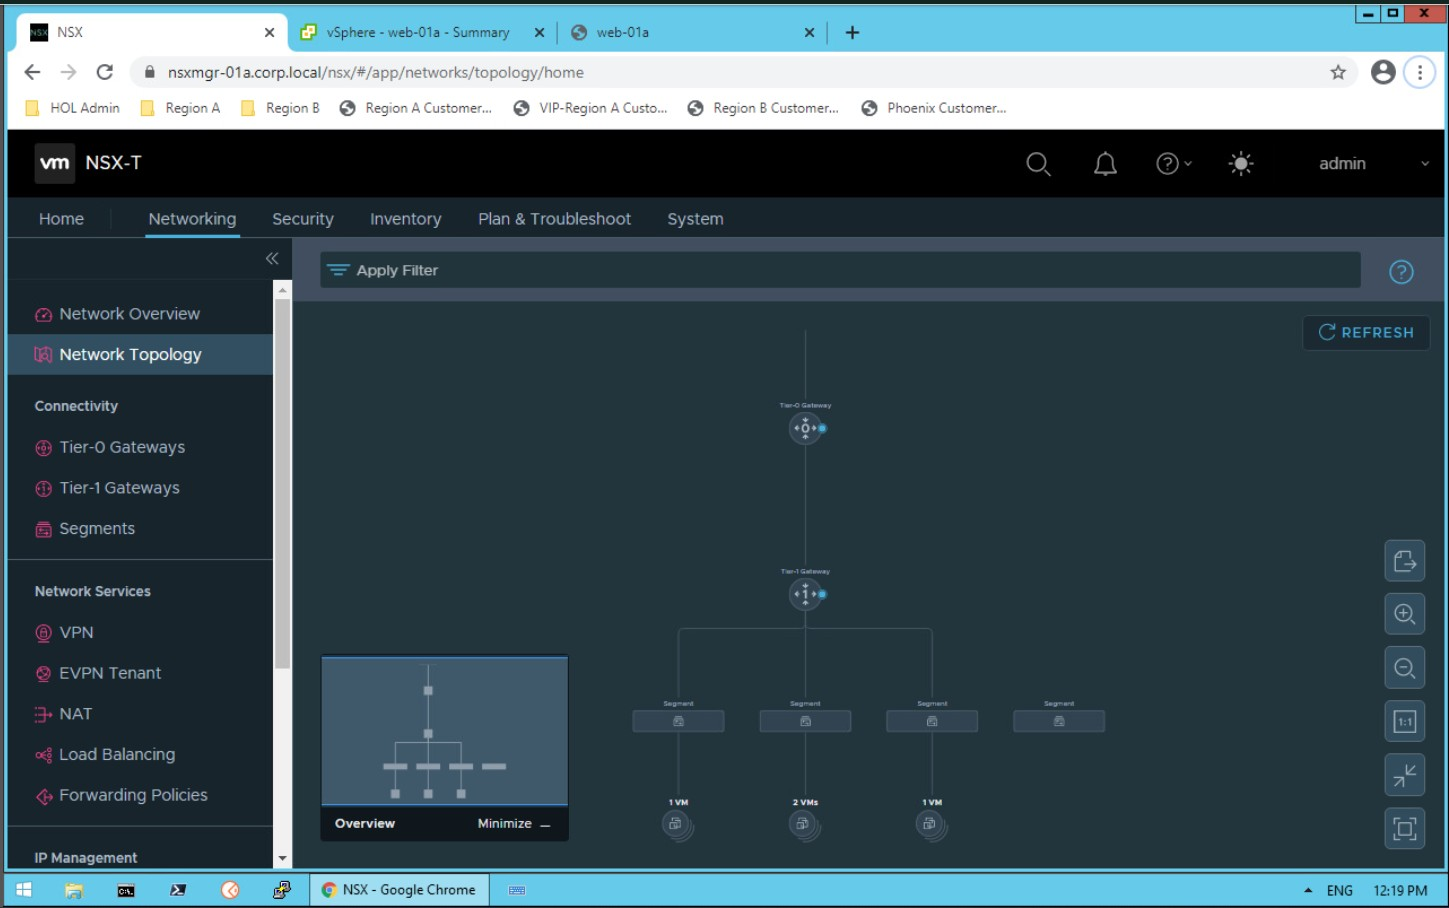 NSX
vSphere - web-01a - Summary
web-01a
nsxmgr-01a.corp.local/nsx/#/app/networks/topology/home
HOL Admin
Region A
Region B
Region A Customer...
VIP-Region A Custo...
Region B Customer...
Phoenix Customer...
vm NSX-T
admin
Home
Networking
Security
Inventory
Plan & Troubleshoot
System
Apply Filter
REFRESH
Network Overview
Network Topology
Connectivity
Tier-0 Gateways
Tier-1 Gateways
Segments
Network Services
VPN
EVPN Tenant
NAT
Load Balancing
Forwarding Policies
IP Management
Tier-0 Gateway
0
Tier-1 Gateway
1
Segment
Segment
Segment
Segment
1 VM
2 VMs
1 VM
Overview
Minimize
1:1
NSX - Google Chrome
ENG
12:19 PM